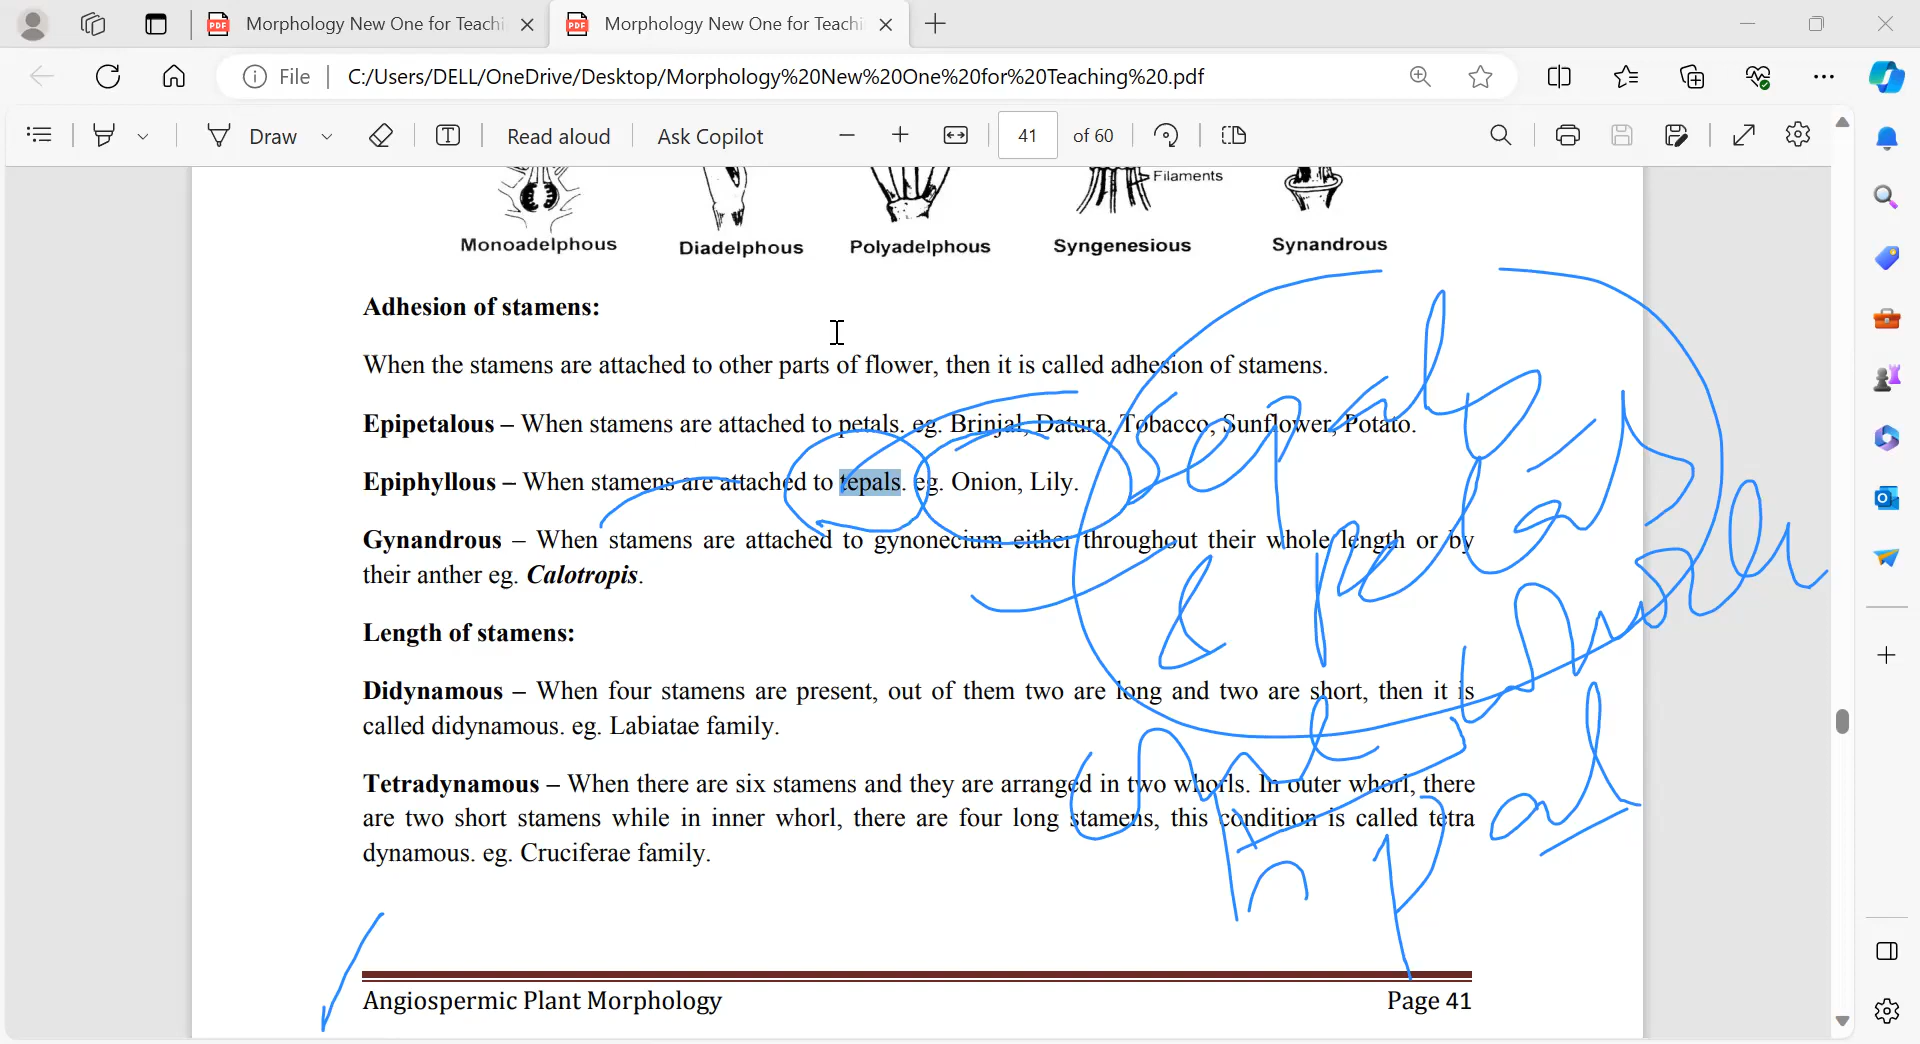 Morphology New One for Teachi
Morphology New One for Teachi
File
C:/Users/DELL/OneDrive/Desktop/Morphology%20New%20One%20for%20Teaching%20.pdf
Draw
Read aloud
Ask Copilot
41
of 60
Filaments
Monoadelphous
Diadelphous
Polyadelphous
Syngenesious
Synandrous
Adhesion of stamens:
When the stamens are attached to other parts of flower, then it is called adhesion of stamens.
Epipetalous – When stamens are attached to petals. eg. Brinjal, Datura, Tobacco, Sunflower, Potato.
Epiphyllous – When stamens are attached to tepals. eg. Onion, Lily.
Gynandrous – When stamens are attached to gynonecium either throughout their whole length or by
their anther eg. Calotropis.
Length of stamens:
Didynamous – When four stamens are present, out of them two are long and two are short, then it is
called didynamous. eg. Labiatae family.
Tetradynamous – When there are six stamens and they are arranged in two whorls. In outer whorl, there
are two short stamens while in inner whorl, there are four long stamens, this condition is called tetra
dynamous. eg. Cruciferae family.
Angiospermic Plant Morphology
Page 41
sepals
& petals